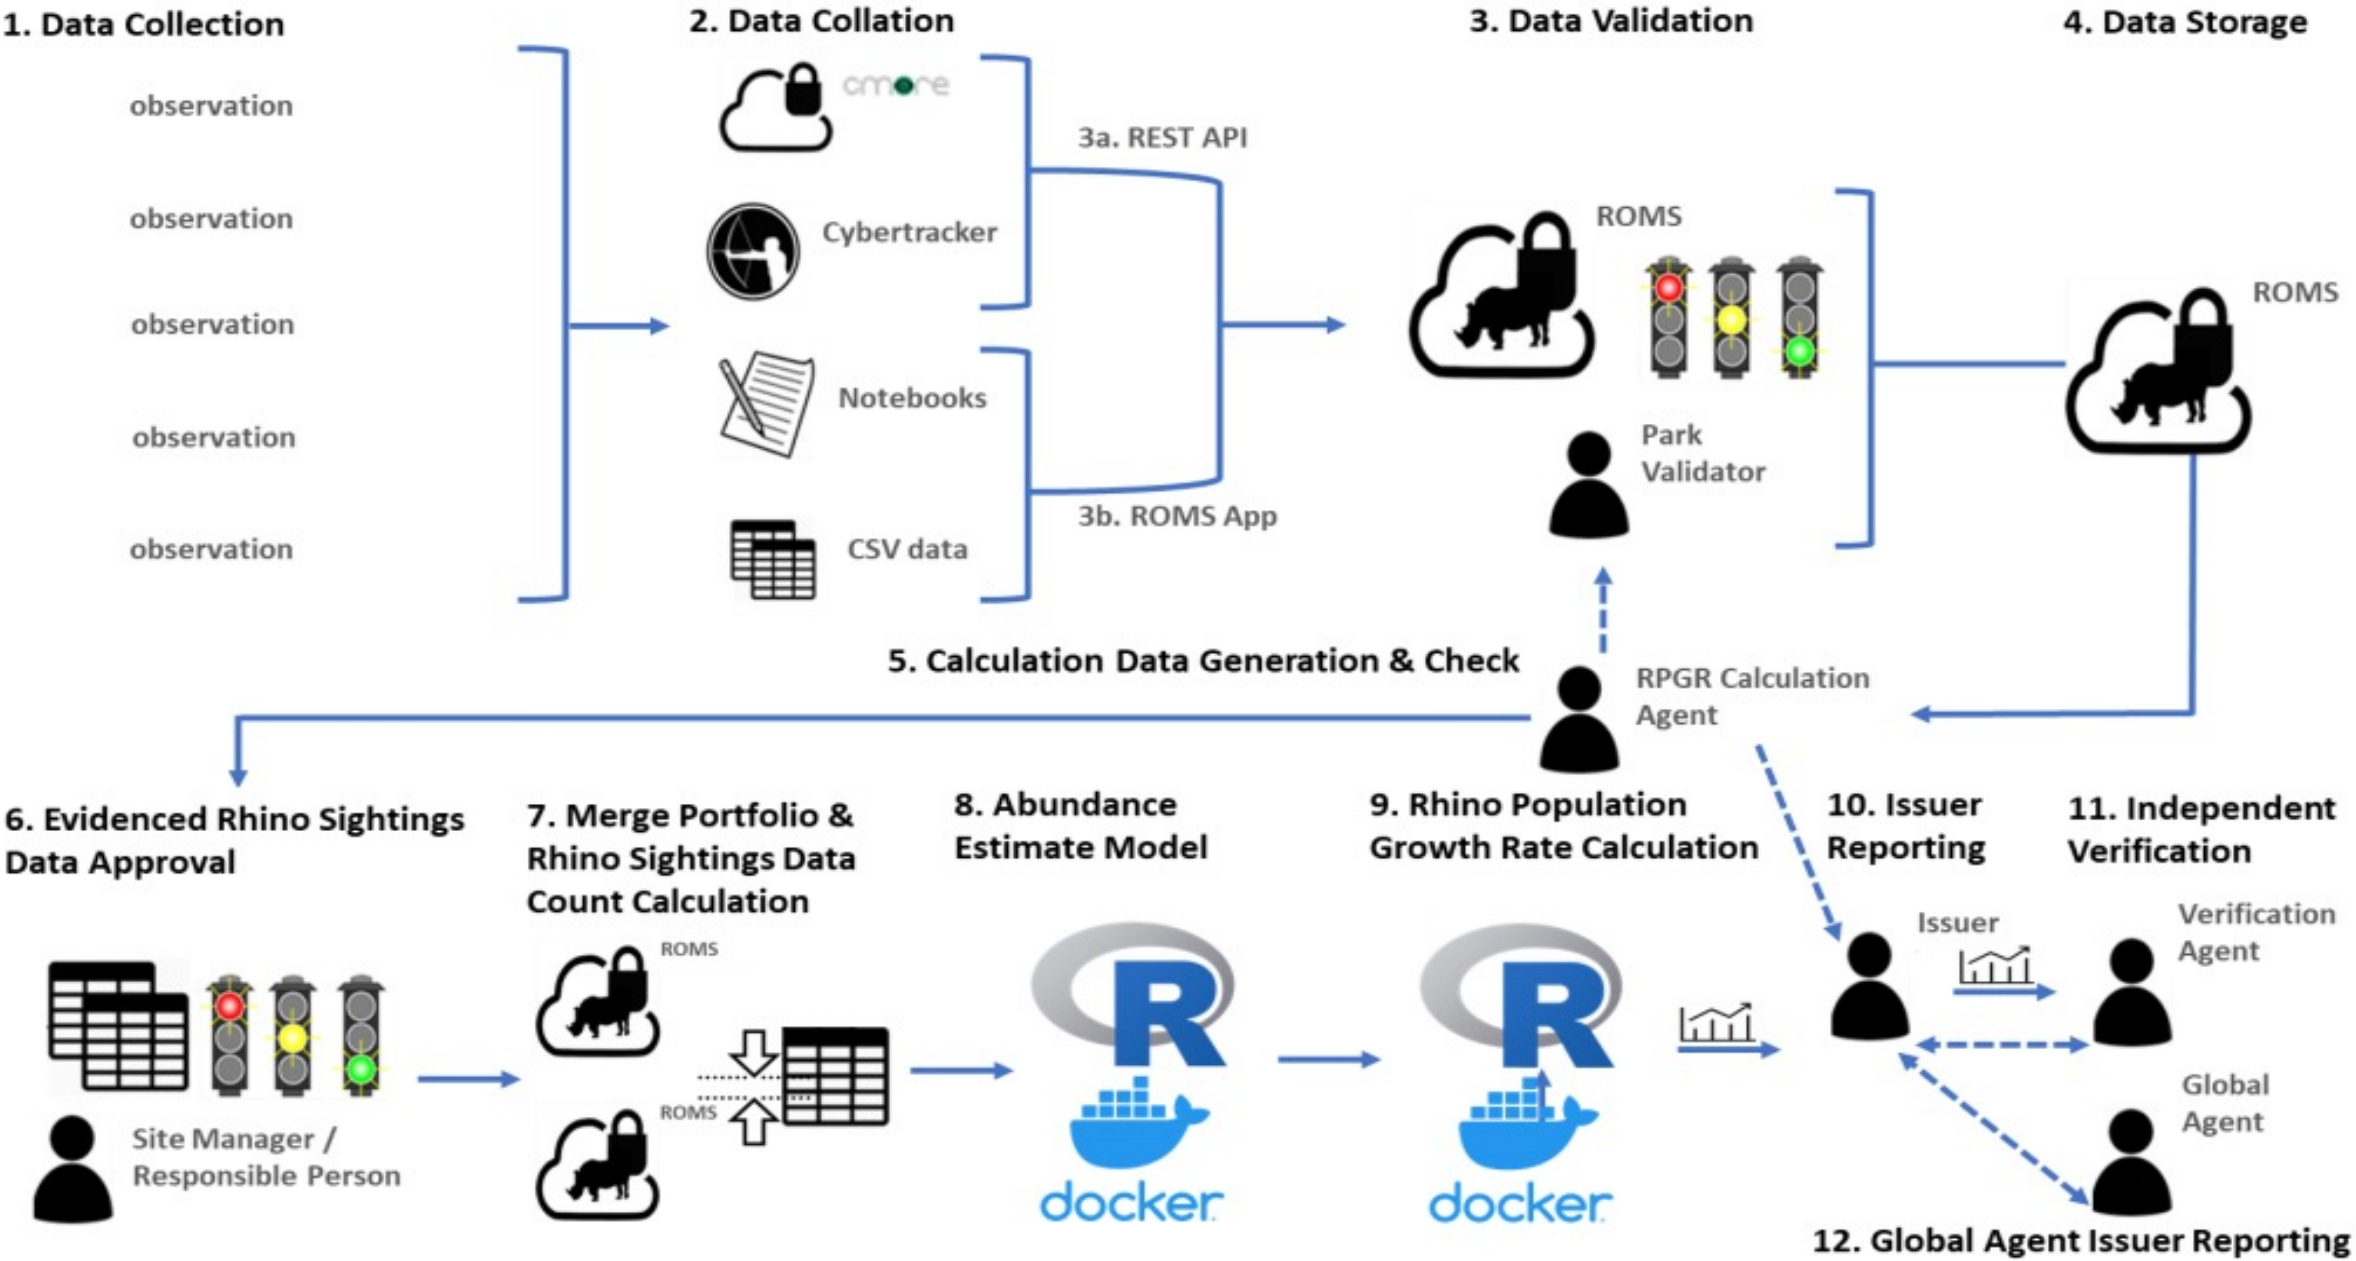 1. Data Collection
observation
observation
observation
observation
observation
2. Data Collation
cmore
Cybertracker
Notebooks
CSV data
3a. REST API
3b. ROMS App
3. Data Validation
ROMS
Park
Validator
4. Data Storage
ROMS
5. Calculation Data Generation & Check
RPGR Calculation
Agent
6. Evidenced Rhino Sightings
Data Approval
Site Manager /
Responsible Person
7. Merge Portfolio &
Rhino Sightings Data
Count Calculation
ROMS
ROMS
8. Abundance
Estimate Model
R
docker
9. Rhino Population
Growth Rate Calculation
R
docker
10. Issuer
Reporting
Issuer
11. Independent
Verification
Verification
Agent
Global
Agent
12. Global Agent Issuer Reporting